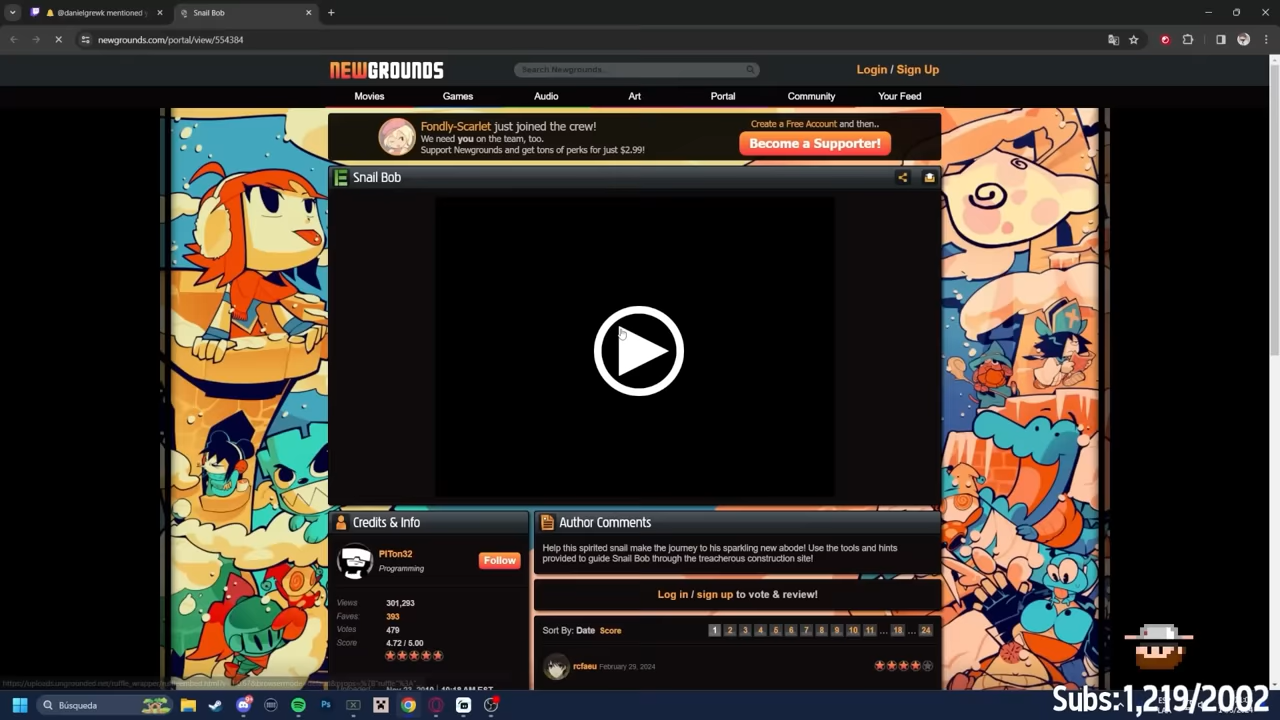 @danielgrewk mentioned
Snail Bob
newgrounds.com/portal/view/554384
NEWGROUNDS
Search Newgrounds...
Login / Sign Up
Movies
Games
Audio
Art
Portal
Community
Your Feed
Fondly-Scarlet just joined the crew!
We need you on the team, too.
Support Newgrounds and get tons of perks for just $2.99!
Create a Free Account and then..
Become a Supporter!
E
Snail Bob
Credits & Info
PITon32
Programming
Follow
Views 301,293
Faves: 393
Votes 479
Score 4.72 / 5.00
Author Comments
Help this spirited snail make the journey to his sparkling new abode! Use the tools and hints
provided to guide Snail Bob through the treacherous construction site!
Log in / sign up to vote & review!
Sort By: Date Score
1 2 3 4 5 6 7 8 9 10 11 ... 18 ... 24
rcfaeu February 29, 2024
Búsqueda
Subs:1,219/2002